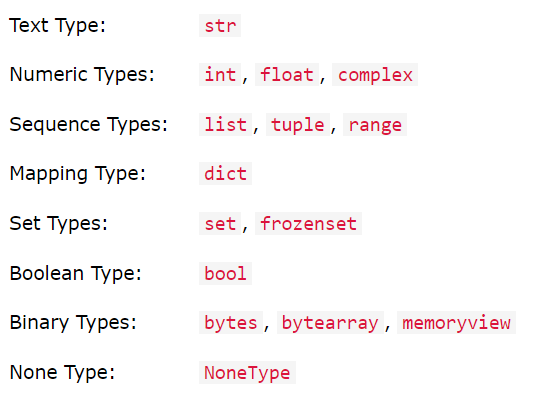 Text Type: str
Numeric Types: int, float, complex
Sequence Types: list, tuple, range
Mapping Type: dict
Set Types: set, frozenset
Boolean Type: bool
Binary Types: bytes, bytearray, memoryview
None Type: NoneType